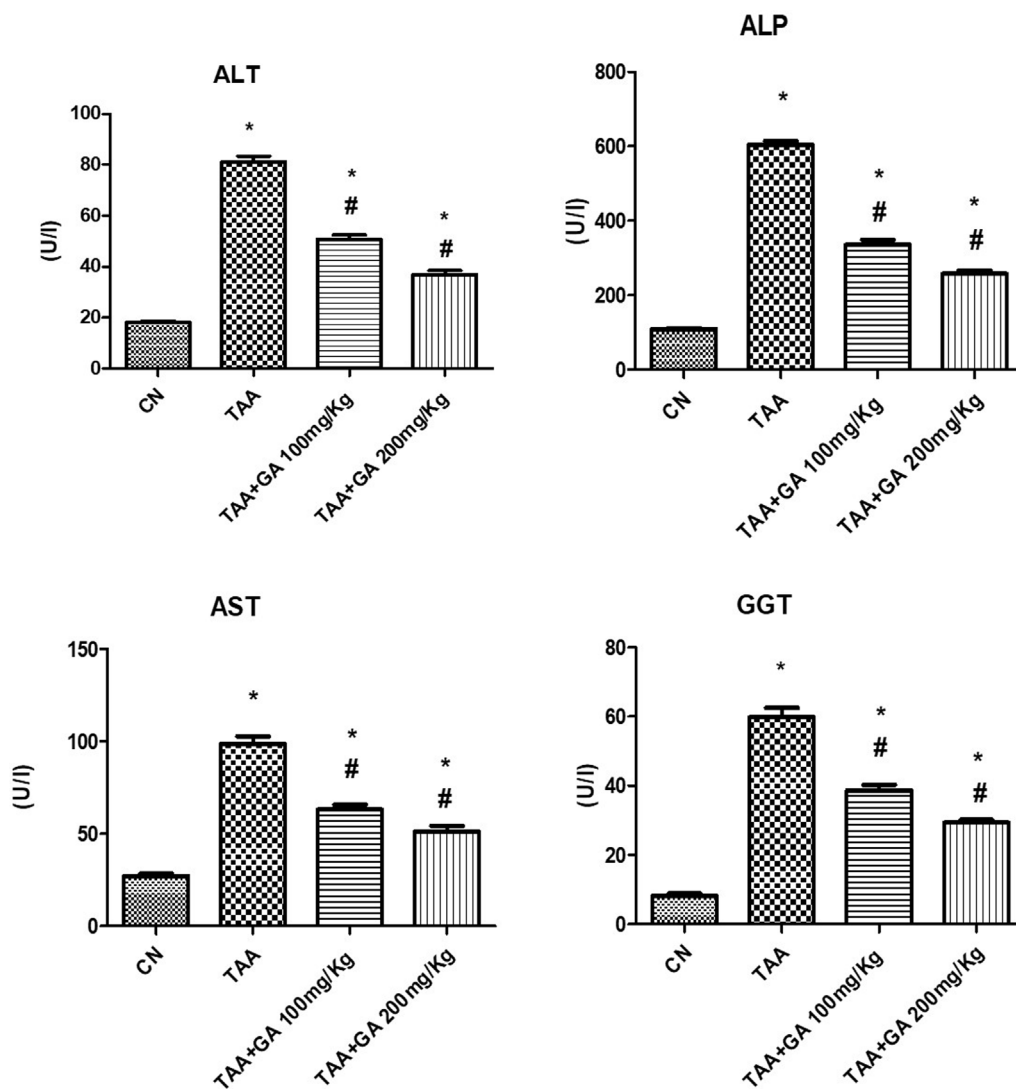 ALT
(U/l)
100
80
60
40
20
0
*
*
#
*
#
CN
TAA
TAA+GA 100mg/Kg
TAA+GA 200mg/Kg
ALP
(U/l)
800
600
400
200
0
*
*
#
*
#
CN
TAA
TAA+GA 100mg/Kg
TAA+GA 200mg/Kg
AST
(U/l)
150
100
50
0
*
*
#
*
#
CN
TAA
TAA+GA 100mg/Kg
TAA+GA 200mg/Kg
GGT
(U/l)
80
60
40
20
0
*
*
#
*
#
CN
TAA
TAA+GA 100mg/Kg
TAA+GA 200mg/Kg